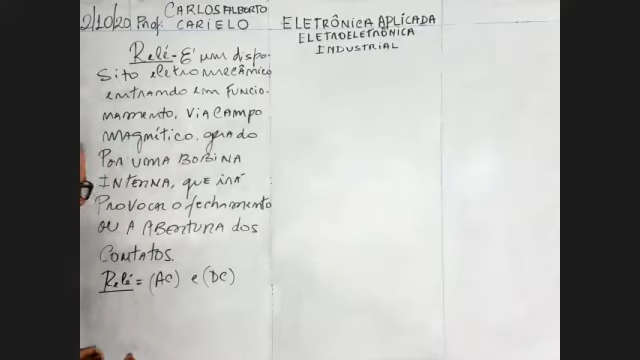 2/10/20 Prof. CARLOS ALBERTO CARIELO
ELETRÔNICA APLICADA
ELETROELETRÔNICA
INDUSTRIAL
Relé - É um dispo-
sito eletromecânico
entrando em funcio-
namento, via campo
magnético, gerado
Por uma BOBINA
INTERNA, que irá
Provocar o fechamento
ou A ABERTURA dos
CONTATOS.
Relé = (AC) e (DC)